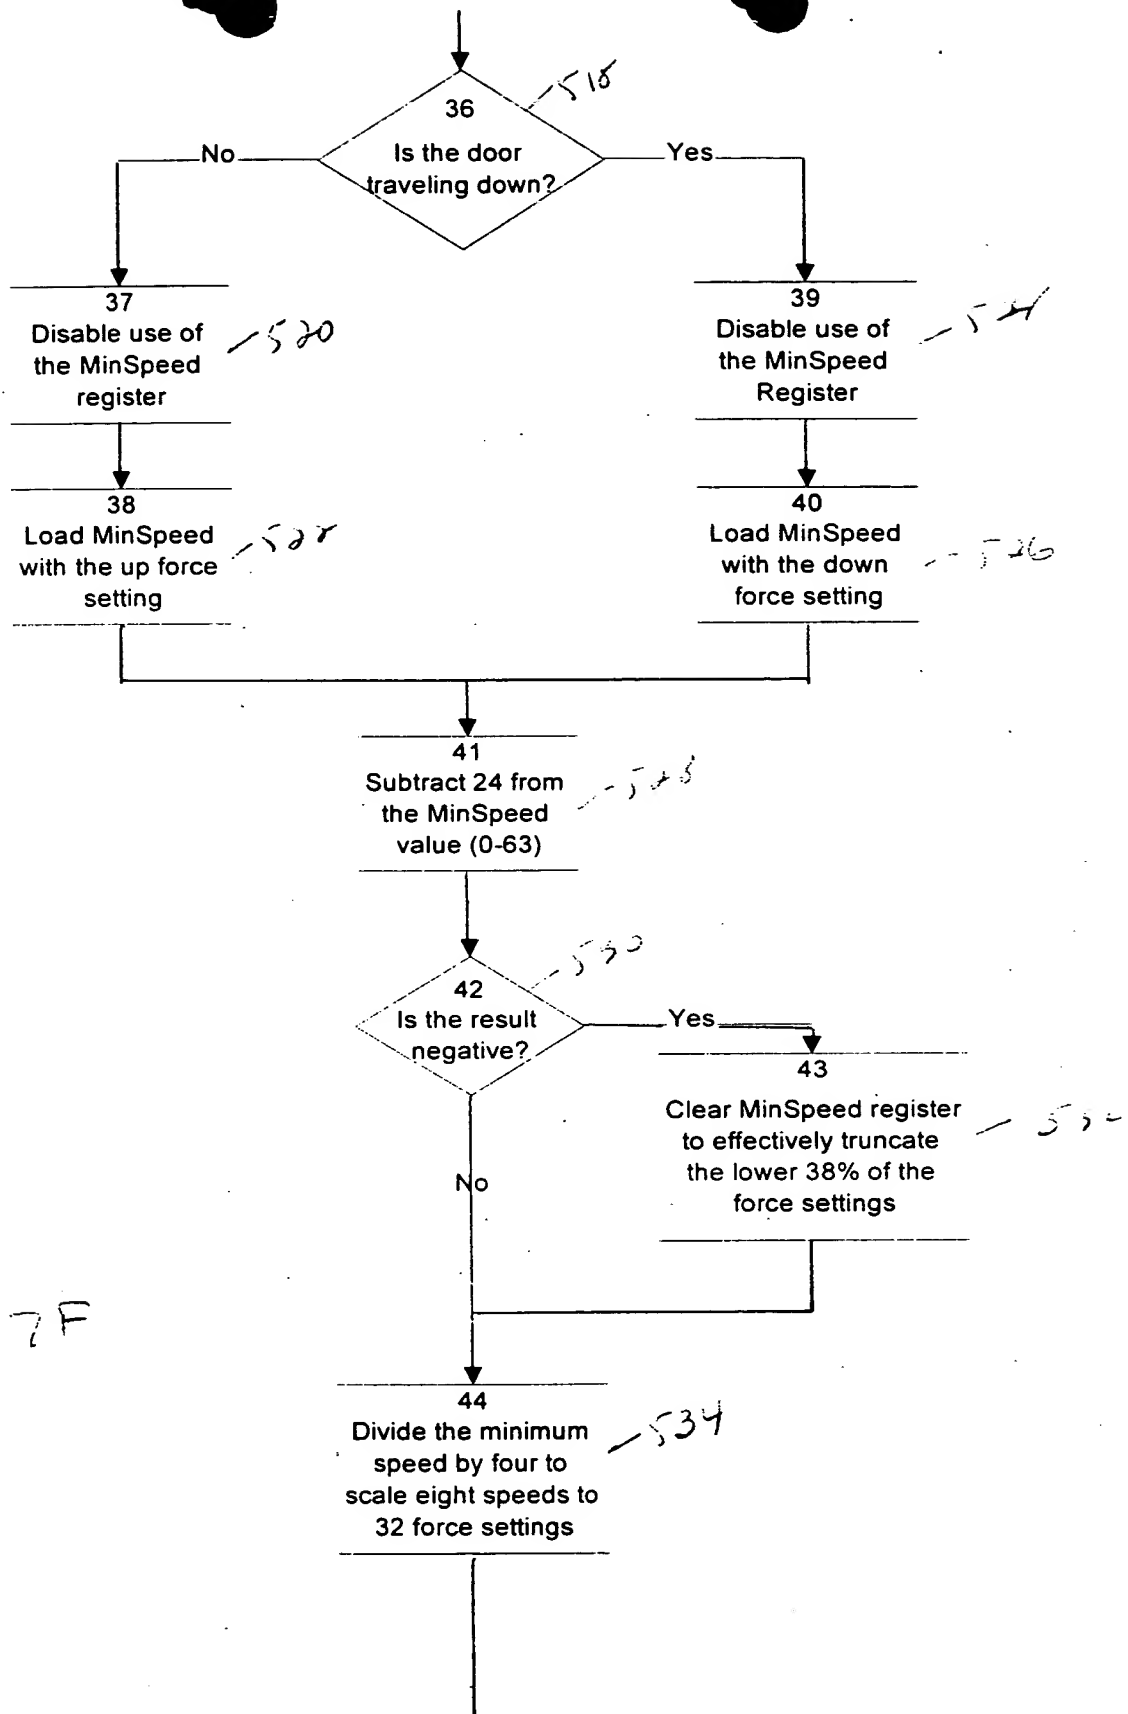 36
Is the door
traveling down?
518
No
Yes
37
Disable use of
the MinSpeed
register
520
39
Disable use of
the MinSpeed
Register
524
38
Load MinSpeed
with the up force
setting
522
40
Load MinSpeed
with the down
force setting
526
41
Subtract 24 from
the MinSpeed
value (0-63)
528
42
Is the result
negative?
530
Yes
43
Clear MinSpeed register
to effectively truncate
the lower 38% of the
force settings
532
No
7F
44
Divide the minimum
speed by four to
scale eight speeds to
32 force settings
534